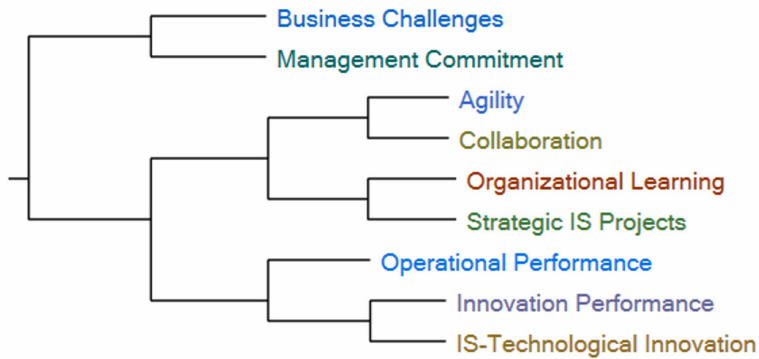 Business Challenges
Management Commitment
Agility
Collaboration
Organizational Learning
Strategic IS Projects
Operational Performance
Innovation Performance
IS-Technological Innovation